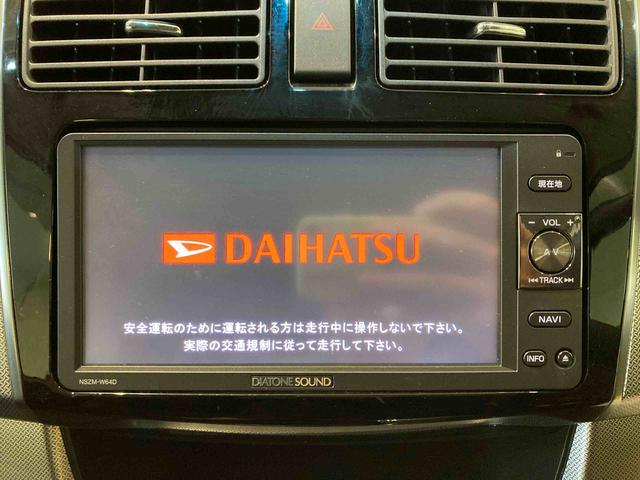 現在地
− VOL +
AV
TRACK
DAIHATSU
安全運転のために運転される方は走行中に操作しないで下さい。
実際の交通規制に従って走行して下さい。
NAVI
INFO
NSZM-W64D
DIATONE SOUND